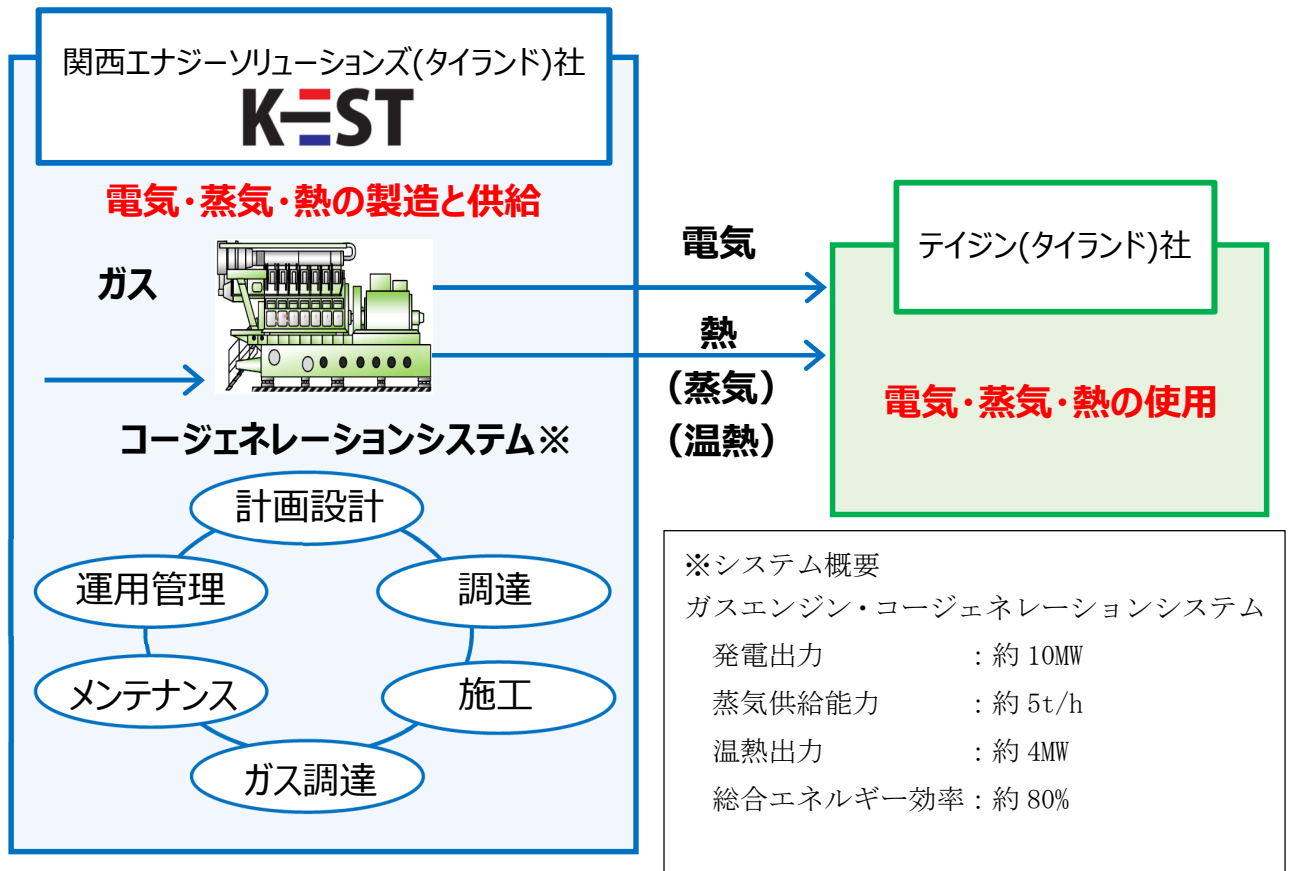 関西エナジーソリューションズ(タイランド)社
KEST
電気・蒸気・熱の製造と供給
ガス
コージェネレーションシステム※
計画設計
運用管理
調達
メンテナンス
施工
ガス調達
電気
熱
(蒸気)
(温熱)
テイジン(タイランド)社
電気・蒸気・熱の使用
※システム概要
ガスエンジン・コージェネレーションシステム
発電出力 : 約 10MW
蒸気供給能力 : 約 5t/h
温熱出力 : 約 4MW
総合エネルギー効率 : 約 80%